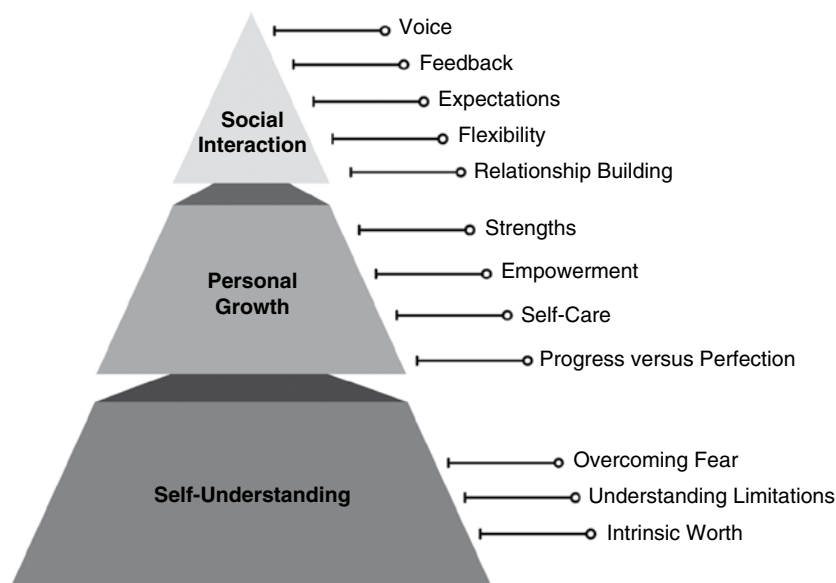 Voice
Feedback
Expectations
Flexibility
Relationship Building
Social
Interaction
Strengths
Empowerment
Self-Care
Progress versus Perfection
Personal
Growth
Overcoming Fear
Understanding Limitations
Intrinsic Worth
Self-Understanding